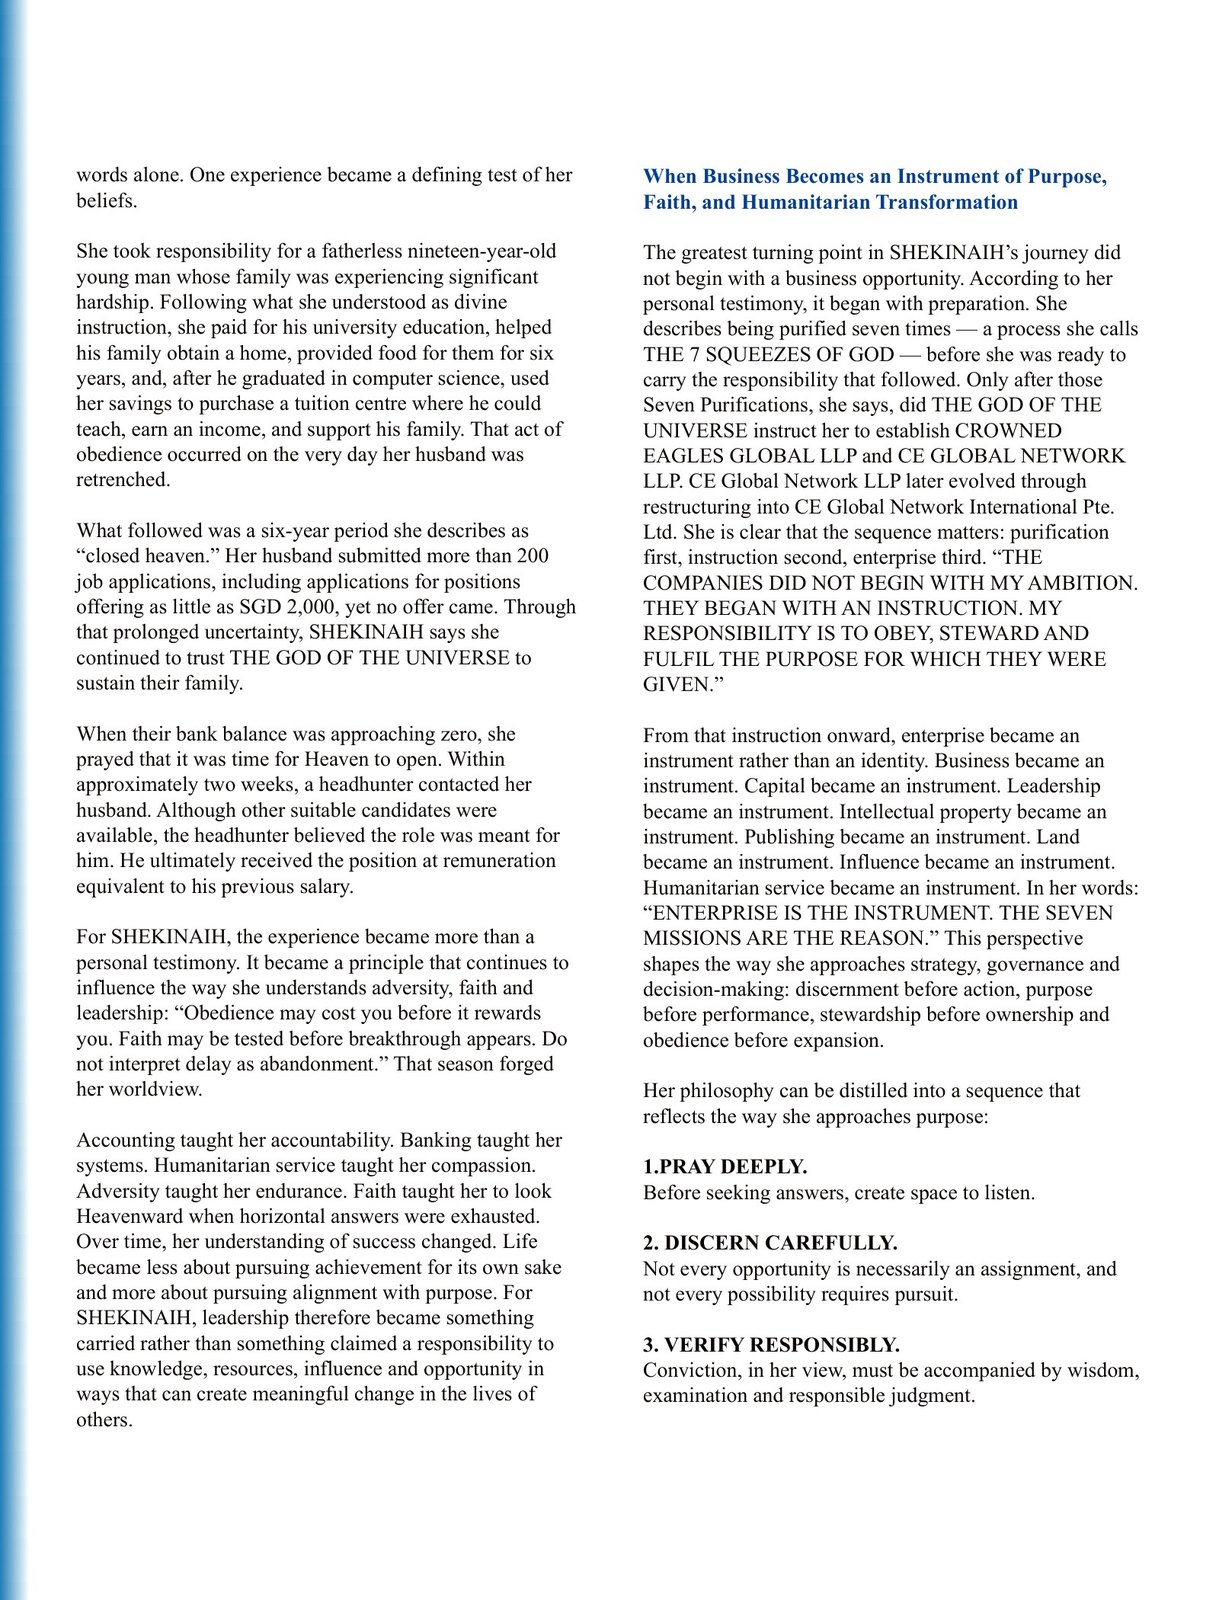 words alone. One experience became a defining test of her
beliefs.
She took responsibility for a fatherless nineteen-year-old
young man whose family was experiencing significant
hardship. Following what she understood as divine
instruction, she paid for his university education, helped
his family obtain a home, provided food for them for six
years, and, after he graduated in computer science, used
her savings to purchase a tuition centre where he could
teach, earn an income, and support his family. That act of
obedience occurred on the very day her husband was
retrenched.
What followed was a six-year period she describes as
“closed heaven.” Her husband submitted more than 200
job applications, including applications for positions
offering as little as SGD 2,000, yet no offer came. Through
that prolonged uncertainty, SHEKINAIH says she
continued to trust THE GOD OF THE UNIVERSE to
sustain their family.
When their bank balance was approaching zero, she
prayed that it was time for Heaven to open. Within
approximately two weeks, a headhunter contacted her
husband. Although other suitable candidates were
available, the headhunter believed the role was meant for
him. He ultimately received the position at remuneration
equivalent to his previous salary.
For SHEKINAIH, the experience became more than a
personal testimony. It became a principle that continues to
influence the way she understands adversity, faith and
leadership: “Obedience may cost you before it rewards
you. Faith may be tested before breakthrough appears. Do
not interpret delay as abandonment.” That season forged
her worldview.
Accounting taught her accountability. Banking taught her
systems. Humanitarian service taught her compassion.
Adversity taught her endurance. Faith taught her to look
Heavenward when horizontal answers were exhausted.
Over time, her understanding of success changed. Life
became less about pursuing achievement for its own sake
and more about pursuing alignment with purpose. For
SHEKINAIH, leadership therefore became something
carried rather than something claimed a responsibility to
use knowledge, resources, influence and opportunity in
ways that can create meaningful change in the lives of
others.
When Business Becomes an Instrument of Purpose,
Faith, and Humanitarian Transformation
The greatest turning point in SHEKINAIH’s journey did
not begin with a business opportunity. According to her
personal testimony, it began with preparation. She
describes being purified seven times — a process she calls
THE 7 SQUEEZES OF GOD — before she was ready to
carry the responsibility that followed. Only after those
Seven Purifications, she says, did THE GOD OF THE
UNIVERSE instruct her to establish CROWNED
EAGLES GLOBAL LLP and CE GLOBAL NETWORK
LLP. CE Global Network LLP later evolved through
restructuring into CE Global Network International Pte.
Ltd. She is clear that the sequence matters: purification
first, instruction second, enterprise third. “THE
COMPANIES DID NOT BEGIN WITH MY AMBITION.
THEY BEGAN WITH AN INSTRUCTION. MY
RESPONSIBILITY IS TO OBEY, STEWARD AND
FULFIL THE PURPOSE FOR WHICH THEY WERE
GIVEN.”
From that instruction onward, enterprise became an
instrument rather than an identity. Business became an
instrument. Capital became an instrument. Leadership
became an instrument. Intellectual property became an
instrument. Publishing became an instrument. Land
became an instrument. Influence became an instrument.
Humanitarian service became an instrument. In her words:
“ENTERPRISE IS THE INSTRUMENT. THE SEVEN
MISSIONS ARE THE REASON.” This perspective
shapes the way she approaches strategy, governance and
decision-making: discernment before action, purpose
before performance, stewardship before ownership and
obedience before expansion.
Her philosophy can be distilled into a sequence that
reflects the way she approaches purpose:
1.PRAY DEEPLY.
Before seeking answers, create space to listen.
2. DISCERN CAREFULLY.
Not every opportunity is necessarily an assignment, and
not every possibility requires pursuit.
3. VERIFY RESPONSIBLY.
Conviction, in her view, must be accompanied by wisdom,
examination and responsible judgment.